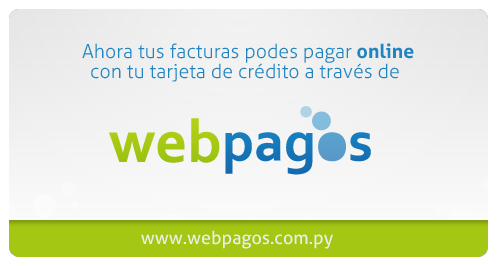 Ahora tus facturas podes pagar online
con tu tarjeta de crédito a través de
webpagos
www.webpagos.com.py